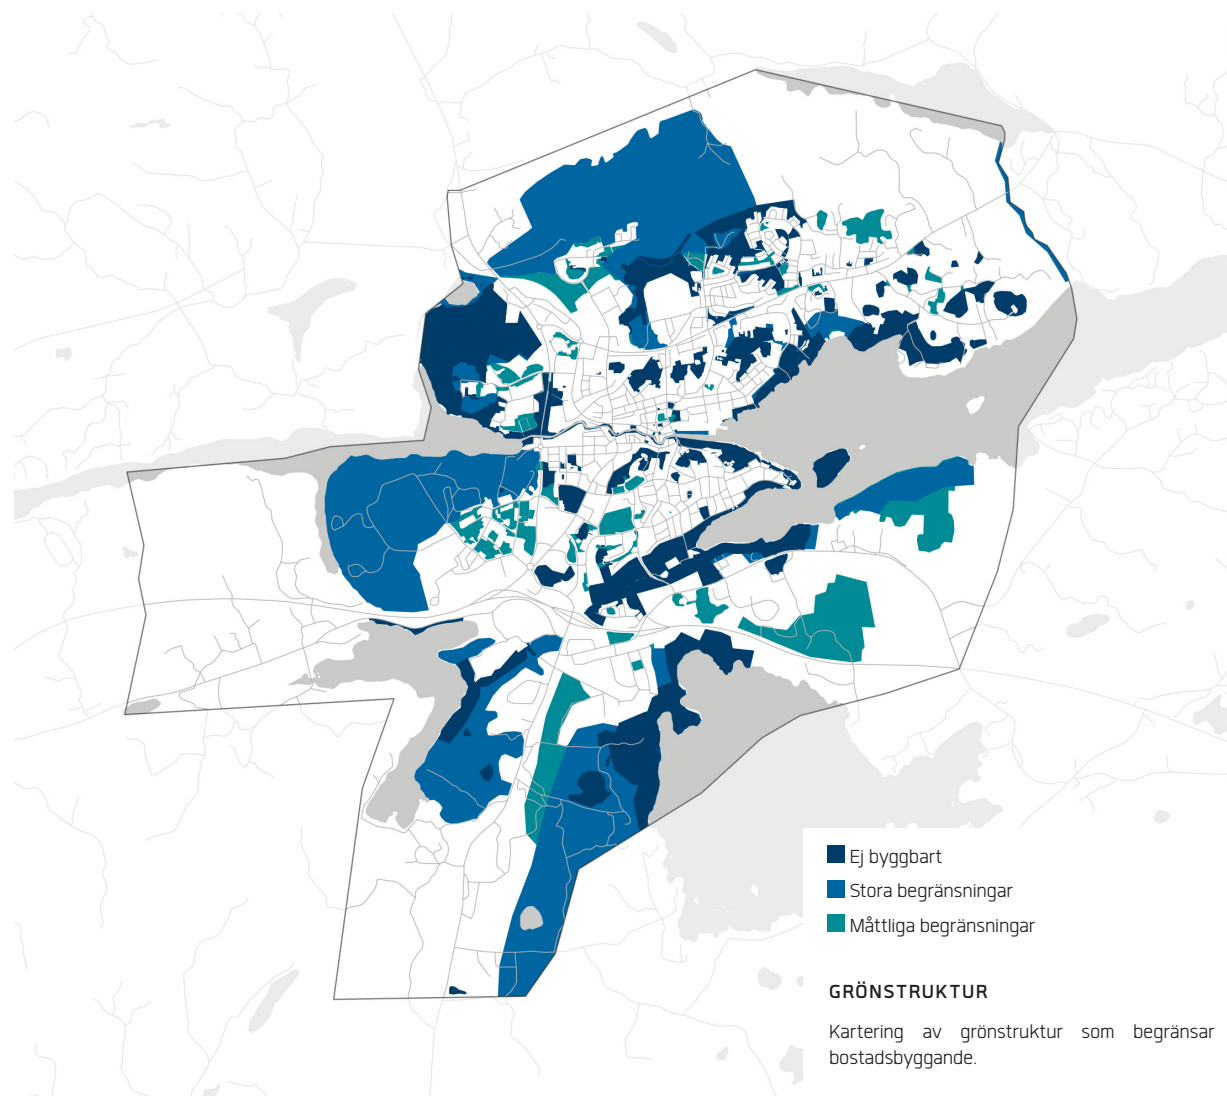 Ej byggbart
Stora begränsningar
Måttliga begränsningar
GRÖNSTRUKTUR
Kartering av grönstruktur som begränsar
bostadsbyggande.